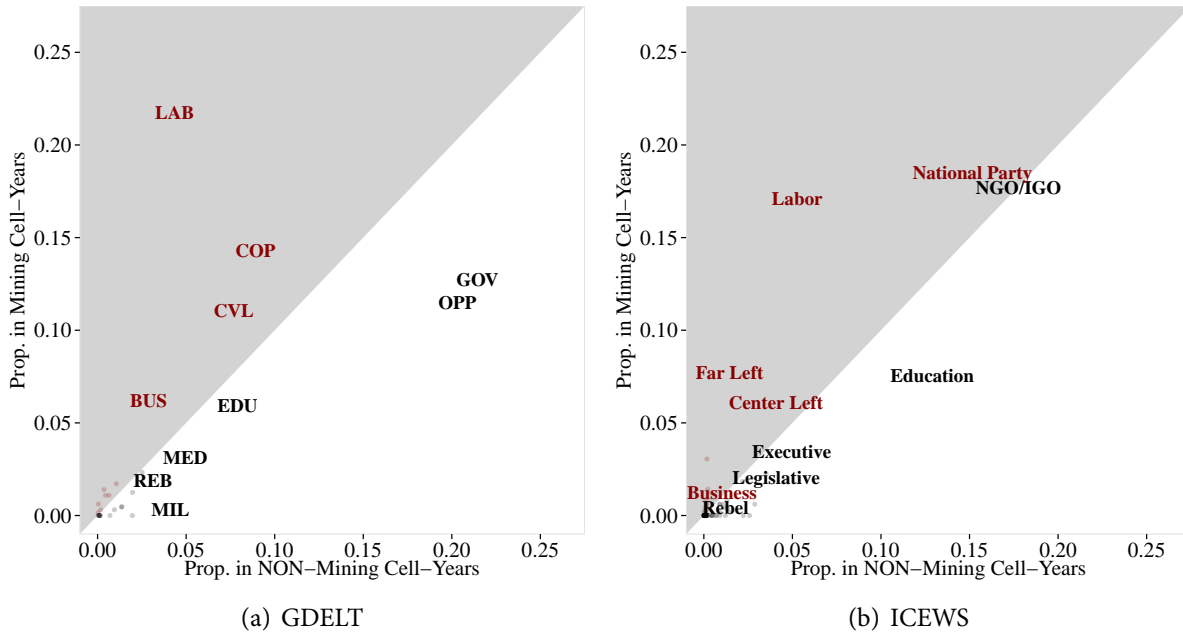 Prop. in Mining Cell−Years
0.25
0.20
0.15
0.10
0.05
0.00
LAB
COP
CVL
GOV
OPP
BUS
EDU
MED
REB
MIL
0.00 0.05 0.10 0.15 0.20 0.25
Prop. in NON−Mining Cell−Years
(a) GDELT
Prop. in Mining Cell−Years
0.25
0.20
0.15
0.10
0.05
0.00
National Party
NGO/IGO
Labor
Far Left
Education
Center Left
Executive
Legislative
Business
Rebel
0.00 0.05 0.10 0.15 0.20 0.25
Prop. in NON−Mining Cell−Years
(b) ICEWS